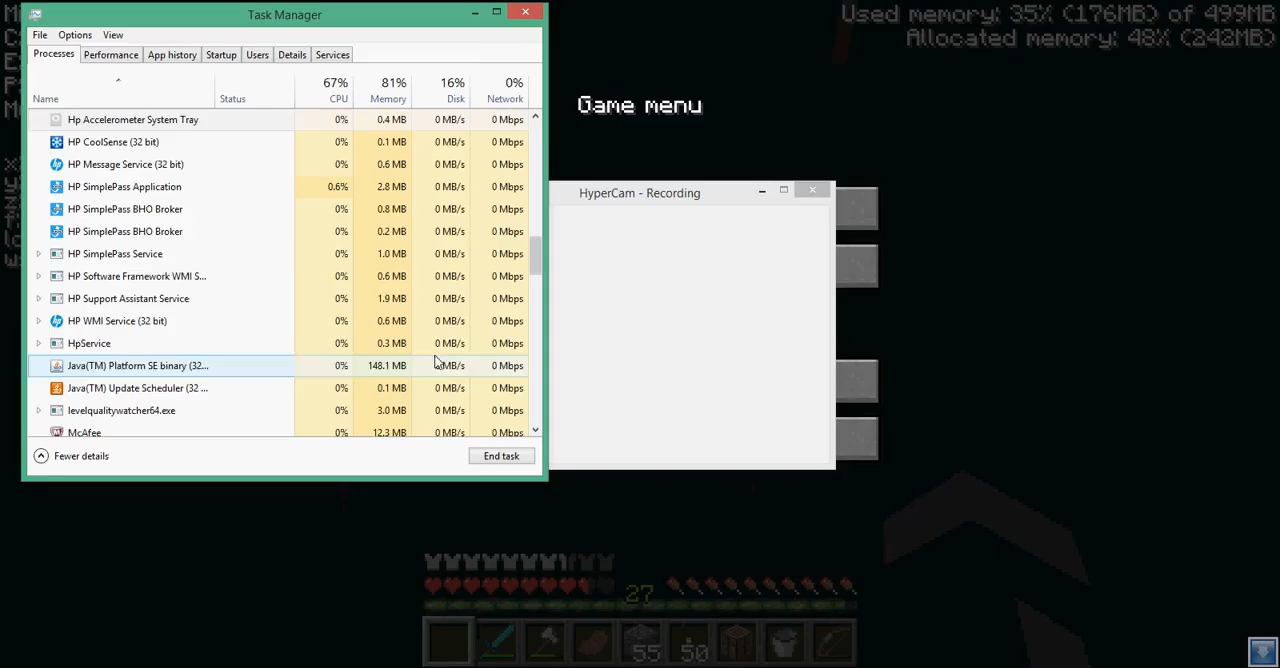 Task Manager
File Options View
Processes Performance App history Startup Users Details Services
67% 81% 16% 0%
Name Status CPU Memory Disk Network
Hp Accelerometer System Tray 0% 0.4 MB 0 MB/s 0 Mbps
HP CoolSense (32 bit) 0% 0.1 MB 0 MB/s 0 Mbps
HP Message Service (32 bit) 0% 0.6 MB 0 MB/s 0 Mbps
HP SimplePass Application 0.6% 2.8 MB 0 MB/s 0 Mbps
HP SimplePass BHO Broker 0% 0.8 MB 0 MB/s 0 Mbps
HP SimplePass BHO Broker 0% 0.2 MB 0 MB/s 0 Mbps
HP SimplePass Service 0% 1.0 MB 0 MB/s 0 Mbps
HP Software Framework WMI S... 0% 0.6 MB 0 MB/s 0 Mbps
HP Support Assistant Service 0% 1.9 MB 0 MB/s 0 Mbps
HP WMI Service (32 bit) 0% 0.6 MB 0 MB/s 0 Mbps
HpService 0% 0.3 MB 0 MB/s 0 Mbps
Java(TM) Platform SE binary (32... 0% 148.1 MB 0 MB/s 0 Mbps
Java(TM) Update Scheduler (32 ... 0% 0.1 MB 0 MB/s 0 Mbps
levelqualitywatcher64.exe 0% 3.0 MB 0 MB/s 0 Mbps
McAfee 0% 12.3 MB 0 MB/s 0 Mbps
Fewer details End task
Used memory: 35% (176MB) of 499MB
Allocated memory: 48% (242MB)
Game menu
HyperCam - Recording
27
55 50